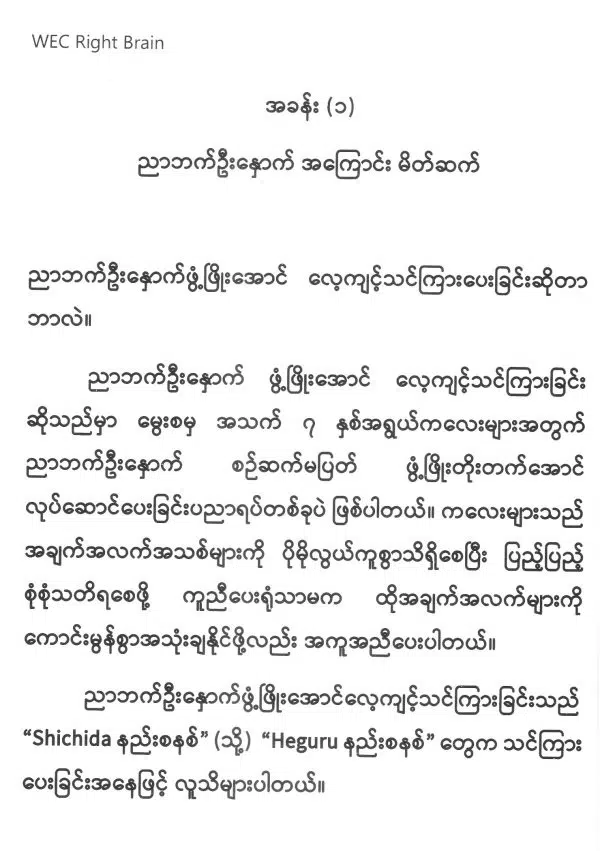 WEC Right Brain
အခန်း (၁)
ညာဘက်ဦးနှောက် အကြောင်း မိတ်ဆက်
ညာဘက်ဦးနှောက်ဖွံ့ဖြိုးအောင် လေ့ကျင့်သင်ကြားပေးခြင်းဆိုတာ
ဘာလဲ။
ညာဘက်ဦးနှောက် ဖွံ့ဖြိုးအောင် လေ့ကျင့်သင်ကြားခြင်း
ဆိုသည်မှာ မွေးစမှ အသက် ၇ နှစ်အရွယ်ကလေးများအတွက်
ညာဘက်ဦးနှောက် စဉ်ဆက်မပြတ် ဖွံ့ဖြိုးတိုးတက်အောင်
လုပ်ဆောင်ပေးခြင်းပညာရပ်တစ်ခုပဲ ဖြစ်ပါတယ်။ ကလေးများသည်
အချက်အလက်အသစ်များကို ပိုမိုလွယ်ကူစွာသိရှိစေပြီး ပြည့်ပြည့်
စုံစုံသတိရစေဖို့ ကူညီပေးရုံသာမက ထိုအချက်အလက်များကို
ကောင်းမွန်စွာအသုံးချနိုင်ဖို့လည်း အကူအညီပေးပါတယ်။
ညာဘက်ဦးနှောက်ဖွံ့ဖြိုးအောင်လေ့ကျင့်သင်ကြားခြင်းသည်
“Shichida နည်းစနစ်” (သို့) “Heguru နည်းစနစ်” တွေက သင်ကြား
ပေးခြင်းအနေဖြင့် လူသိများပါတယ်။